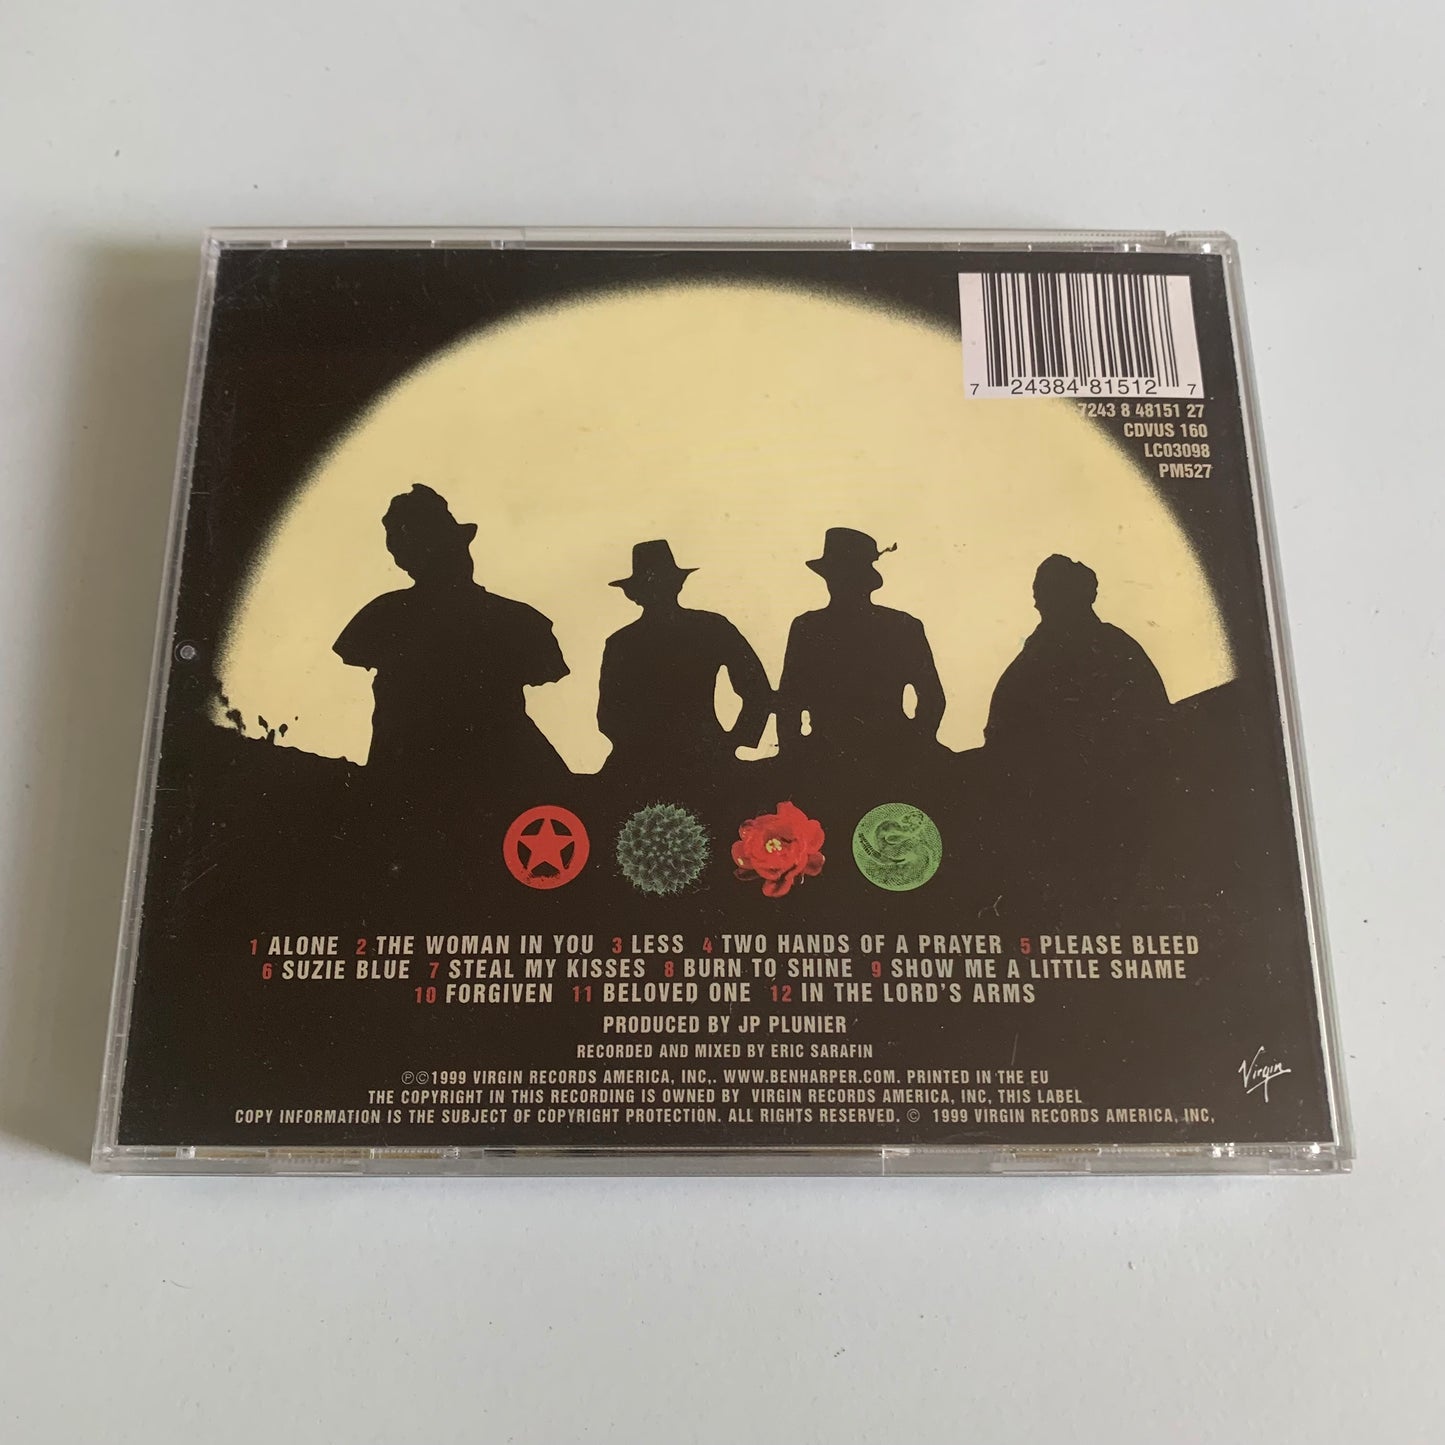 7 24384 81512 7
7243 8 48151 27
CDVUS 160
LC03098
PM527
1 ALONE 2 THE WOMAN IN YOU 3 LESS 4 TWO HANDS OF A PRAYER 5 PLEASE BLEED
6 SUZIE BLUE 7 STEAL MY KISSES 8 BURN TO SHINE 9 SHOW ME A LITTLE SHAME
10 FORGIVEN 11 BELOVED ONE 12 IN THE LORD'S ARMS
PRODUCED BY JP PLUNIER
RECORDED AND MIXED BY ERIC SARAFIN
℗©1999 VIRGIN RECORDS AMERICA, INC,. WWW.BENHARPER.COM. PRINTED IN THE EU
THE COPYRIGHT IN THIS RECORDING IS OWNED BY VIRGIN RECORDS AMERICA, INC, THIS LABEL
COPY INFORMATION IS THE SUBJECT OF COPYRIGHT PROTECTION. ALL RIGHTS RESERVED. © 1999 VIRGIN RECORDS AMERICA, INC,
Virgin